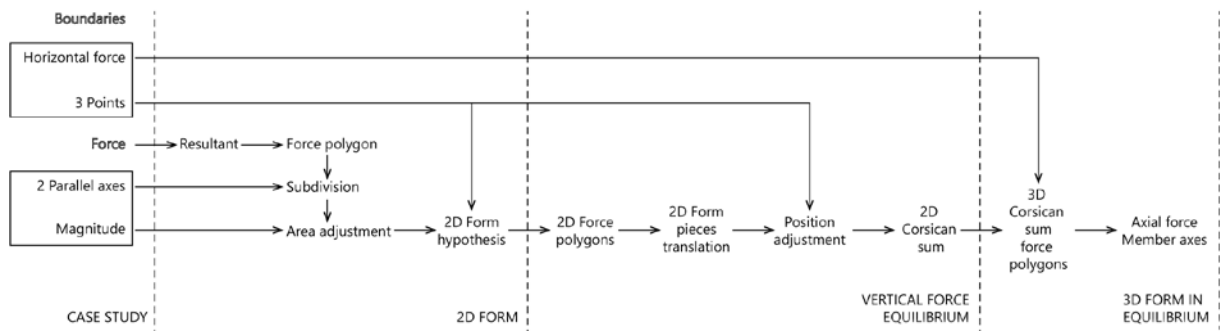 Boundaries
Horizontal force
3 Points
Force
Resultant
Force polygon
2 Parallel axes
Subdivision
Magnitude
Area adjustment
2D Form
hypothesis
2D Force
polygons
2D Form
pieces
translation
Position
adjustment
2D
Corsican
sum
3D
Corsican
sum
force
polygons
Axial force
Member axes
CASE STUDY
2D FORM
VERTICAL FORCE
EQUILIBRIUM
3D FORM IN
EQUILIBRIUM